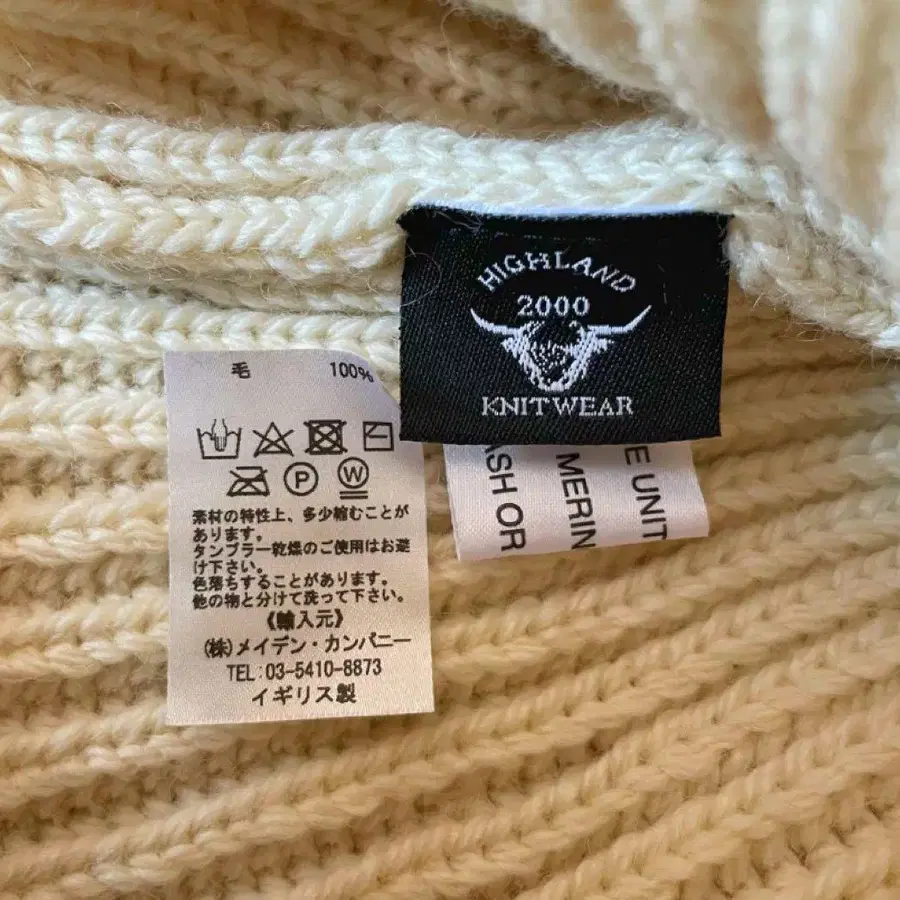 HIGHLAND
2000
KNITWEAR
毛 100%
P W
素材の特性上、多少縮むことが
あります。
タンブラー乾燥のご使用はお避
け下さい。
色落ちすることがあります。
他の物と分けて洗って下さい。
《輸入元》
(株)メイデン・カンパニー
TEL:03-5410-8873
イギリス製
E UNIT
MERIN
ASH OR